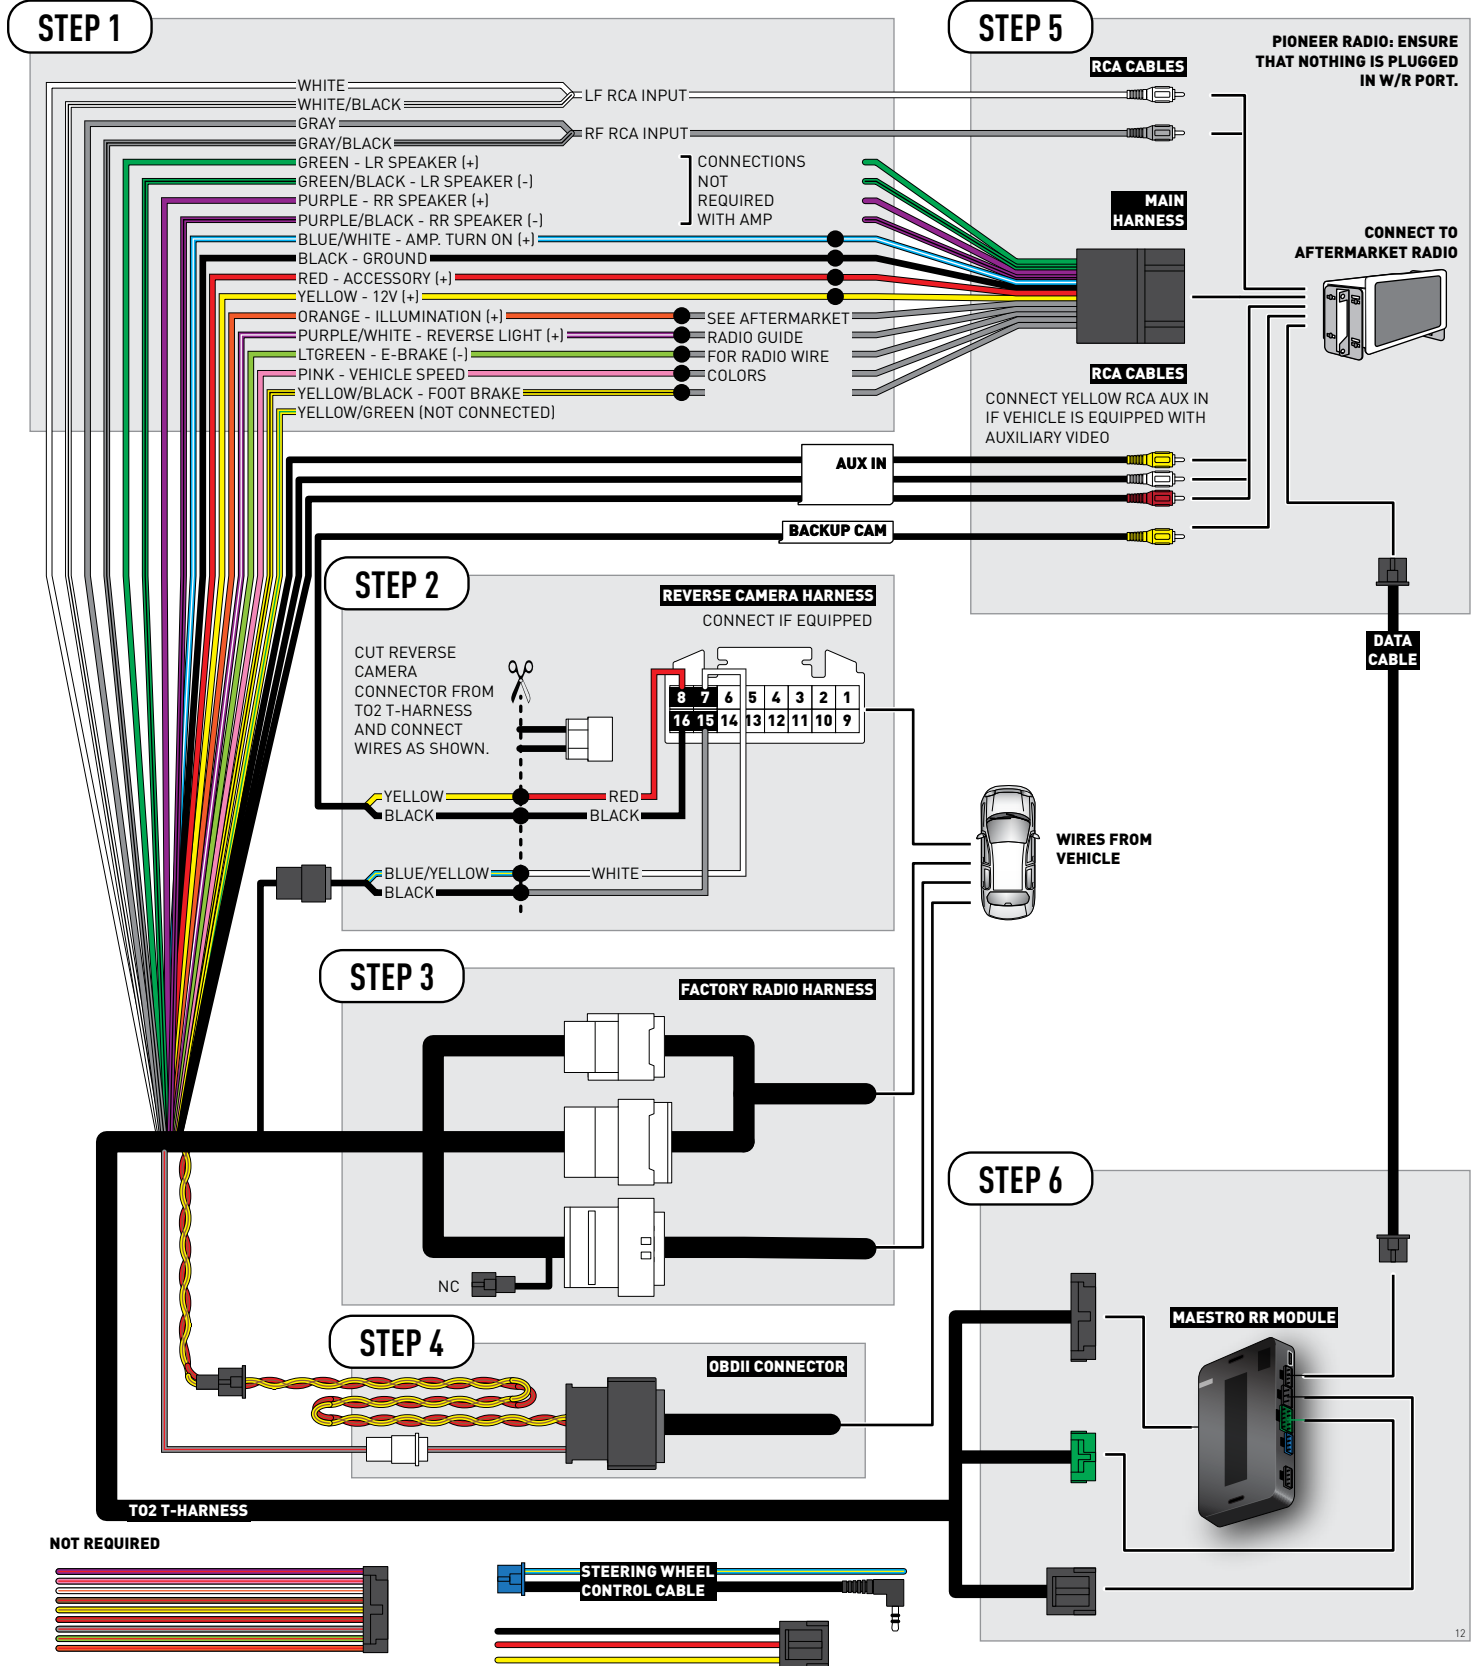 STEP 1
WHITE
WHITE/BLACK
LF RCA INPUT
GRAY
GRAY/BLACK
RF RCA INPUT
GREEN - LR SPEAKER (+)
GREEN/BLACK - LR SPEAKER (-)
PURPLE - RR SPEAKER (+)
PURPLE/BLACK - RR SPEAKER (-)
CONNECTIONS
NOT
REQUIRED
WITH AMP
BLUE/WHITE - AMP. TURN ON (+)
BLACK - GROUND
RED - ACCESSORY (+)
YELLOW - 12V (+)
ORANGE - ILLUMINATION (+)
PURPLE/WHITE - REVERSE LIGHT (+)
LTGREEN - E-BRAKE (-)
PINK - VEHICLE SPEED
YELLOW/BLACK - FOOT BRAKE
YELLOW/GREEN (NOT CONNECTED)
SEE AFTERMARKET
RADIO GUIDE
FOR RADIO WIRE
COLORS
STEP 5
PIONEER RADIO: ENSURE
THAT NOTHING IS PLUGGED
IN W/R PORT.
RCA CABLES
MAIN
HARNESS
CONNECT TO
AFTERMARKET RADIO
RCA CABLES
CONNECT YELLOW RCA AUX IN
IF VEHICLE IS EQUIPPED WITH
AUXILIARY VIDEO
AUX IN
BACKUP CAM
DATA
CABLE
STEP 2
REVERSE CAMERA HARNESS
CONNECT IF EQUIPPED
CUT REVERSE
CAMERA
CONNECTOR FROM
TO2 T-HARNESS
AND CONNECT
WIRES AS SHOWN.
8 7 6 5 4 3 2 1
16 15 14 13 12 11 10 9
YELLOW
RED
BLACK
BLACK
BLUE/YELLOW
WHITE
BLACK
WIRES FROM
VEHICLE
STEP 3
FACTORY RADIO HARNESS
NC
STEP 4
OBDII CONNECTOR
STEP 6
MAESTRO RR MODULE
TO2 T-HARNESS
NOT REQUIRED
STEERING WHEEL
CONTROL CABLE
12